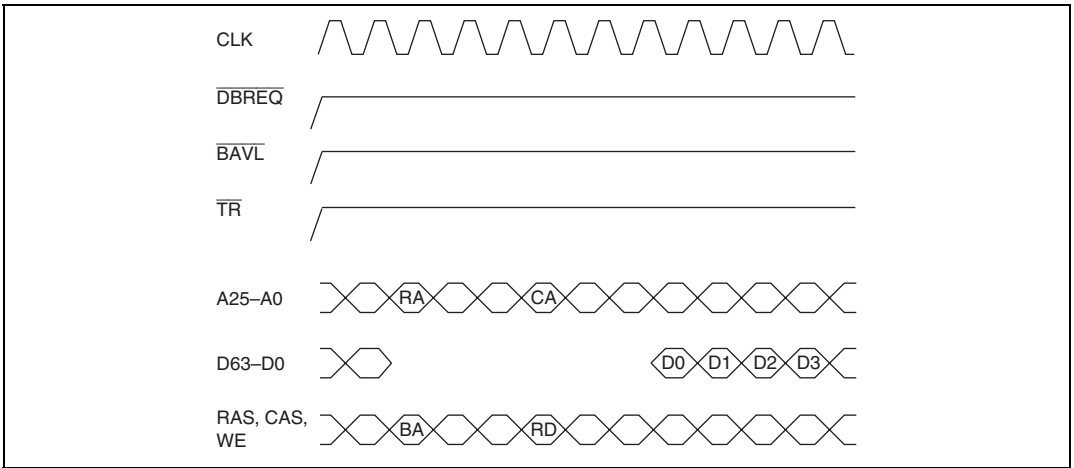 CLK
DBREQ
BAVL
TR
A25–A0 RA CA
D63–D0 D0 D1 D2 D3
RAS, CAS,
WE BA RD